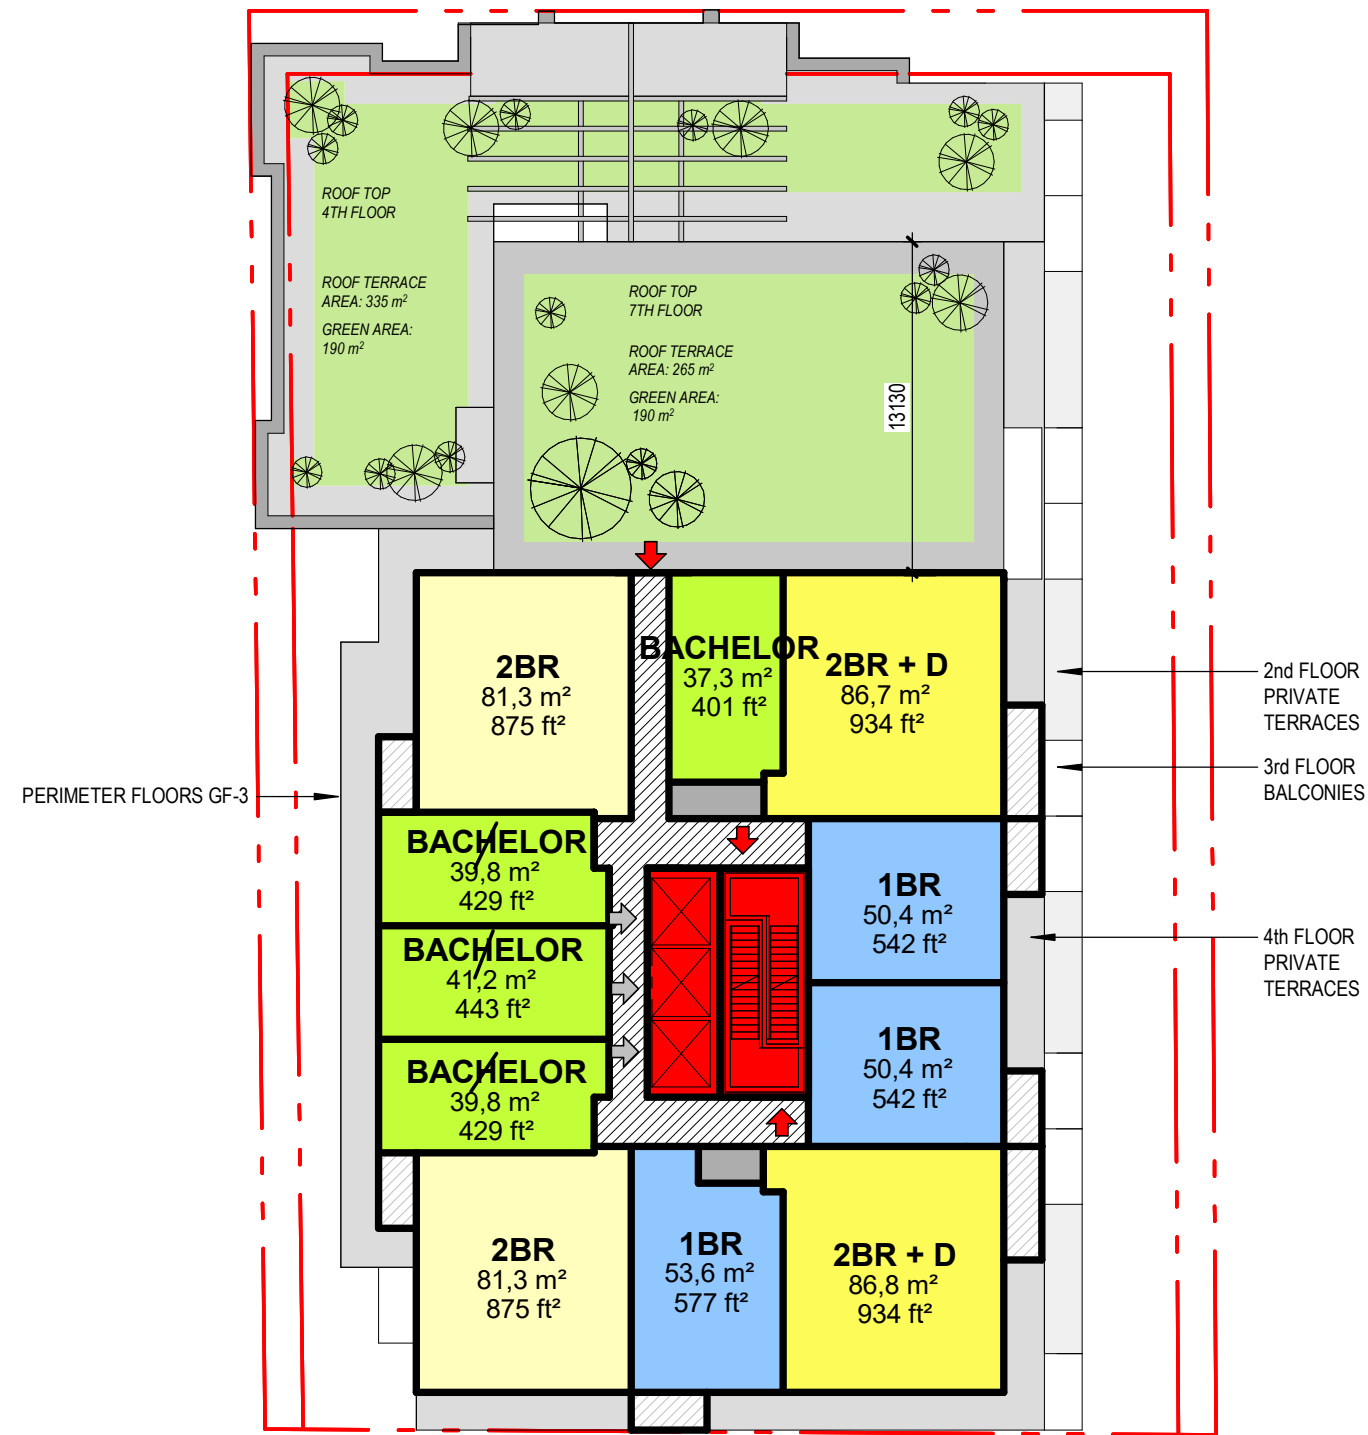 ROOF TOP
4TH FLOOR
ROOF TERRACE
AREA: 335 m²
GREEN AREA:
190 m²
ROOF TOP
7TH FLOOR
ROOF TERRACE
AREA: 265 m²
GREEN AREA:
190 m²
13130
2BR
81,3 m²
875 ft²
BACHELOR
37,3 m²
401 ft²
2BR + D
86,7 m²
934 ft²
2nd FLOOR
PRIVATE
TERRACES
3rd FLOOR
BALCONIES
PERIMETER FLOORS GF-3
BACHELOR
39,8 m²
429 ft²
1BR
50,4 m²
542 ft²
4th FLOOR
PRIVATE
TERRACES
BACHELOR
41,2 m²
443 ft²
1BR
50,4 m²
542 ft²
BACHELOR
39,8 m²
429 ft²
2BR
81,3 m²
875 ft²
1BR
53,6 m²
577 ft²
2BR + D
86,8 m²
934 ft²